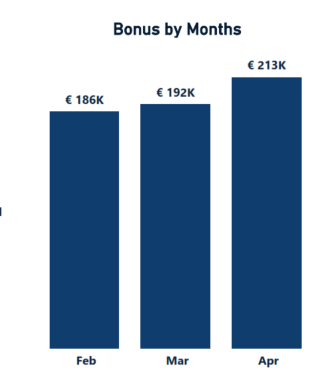 Bonus by Months
€ 213K
€ 192K
€ 186K
Feb Mar Apr